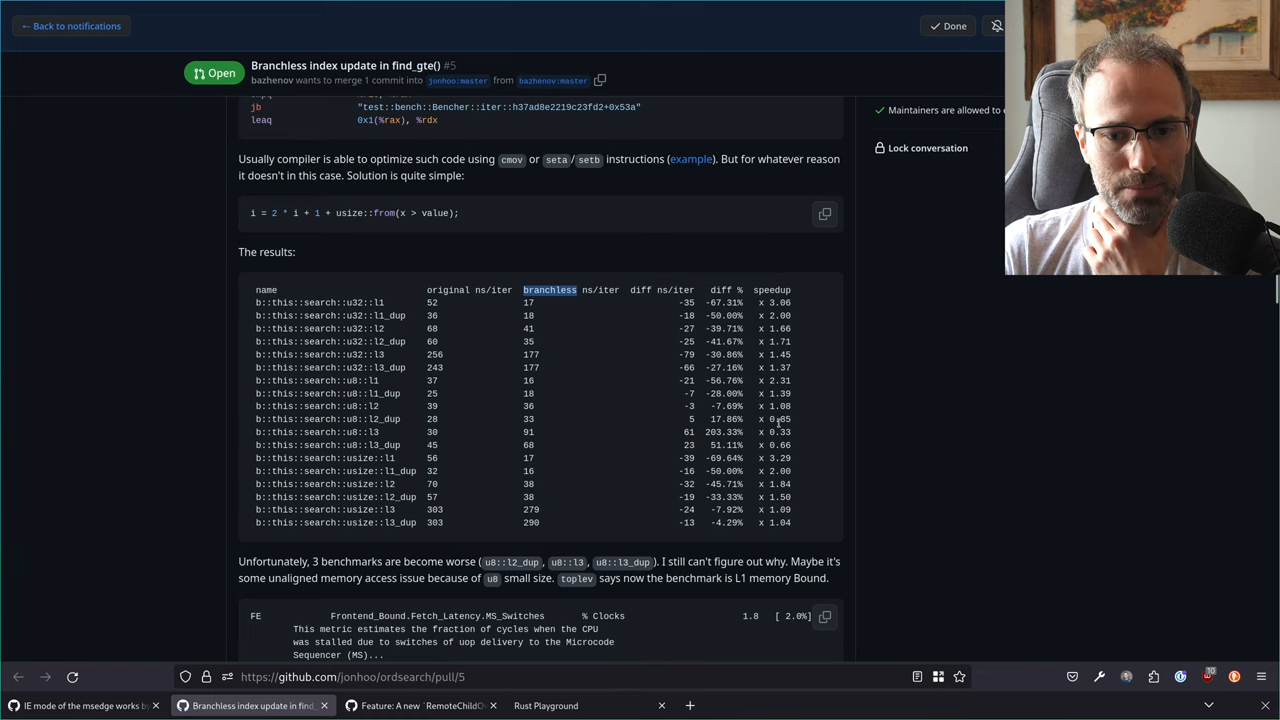 ← Back to notifications
Done
Open
Branchless index update in find_gte() #5
bazhenov wants to merge 1 commit into jonhoo:master from bazhenov:master
jb "test::bench::Bencher::iter::h37ad8e2219c23fd2+0x53a"
leaq 0x1(%rax), %rdx
Maintainers are allowed to
Lock conversation
Usually compiler is able to optimize such code using cmov or seta/setb instructions (example). But for whatever reason
it doesn't in this case. Solution is quite simple:
i = 2 * i + 1 + usize::from(x > value);
The results:
name original ns/iter branchless ns/iter diff ns/iter diff % speedup
b::this::search::u32::l1 52 17 -35 -67.31% x 3.06
b::this::search::u32::l1_dup 36 18 -18 -50.00% x 2.00
b::this::search::u32::l2 68 41 -27 -39.71% x 1.66
b::this::search::u32::l2_dup 60 35 -25 -41.67% x 1.71
b::this::search::u32::l3 256 177 -79 -30.86% x 1.45
b::this::search::u32::l3_dup 243 177 -66 -27.16% x 1.37
b::this::search::u8::l1 37 16 -21 -56.76% x 2.31
b::this::search::u8::l1_dup 25 18 -7 -28.00% x 1.39
b::this::search::u8::l2 39 36 -3 -7.69% x 1.08
b::this::search::u8::l2_dup 28 33 5 17.86% x 0.85
b::this::search::u8::l3 30 91 61 203.33% x 0.33
b::this::search::u8::l3_dup 45 68 23 51.11% x 0.66
b::this::search::usize::l1 56 17 -39 -69.64% x 3.29
b::this::search::usize::l1_dup 32 16 -16 -50.00% x 2.00
b::this::search::usize::l2 70 38 -32 -45.71% x 1.84
b::this::search::usize::l2_dup 57 38 -19 -33.33% x 1.50
b::this::search::usize::l3 303 279 -24 -7.92% x 1.09
b::this::search::usize::l3_dup 303 290 -13 -4.29% x 1.04
Unfortunately, 3 benchmarks are become worse (u8::l2_dup, u8::l3, u8::l3_dup). I still can't figure out why. Maybe it's
some unaligned memory access issue because of u8 small size. toplev says now the benchmark is L1 memory Bound.
FE Frontend_Bound.Fetch_Latency.MS_Switches % Clocks 1.8 [ 2.0%]
This metric estimates the fraction of cycles when the CPU
was stalled due to switches of uop delivery to the Microcode
Sequencer (MS)...
https://github.com/jonhoo/ordsearch/pull/5
10
IE mode of the msedge works by
Branchless index update in find_
Feature: A new `RemoteChildO
Rust Playground